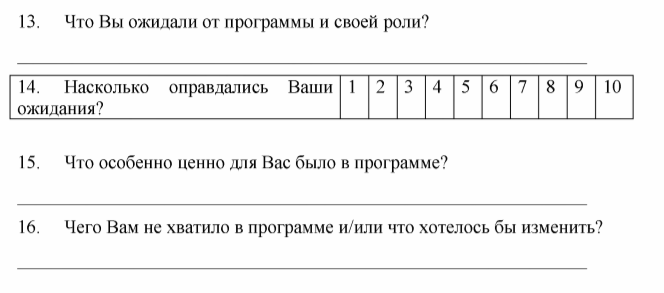 13. Что Вы ожидали от программы и своей роли?
14. Насколько оправдались Ваши 1 2 3 4 5 6 7 8 9 10
ожидания?
15. Что особенно ценно для Вас было в программе?
16. Чего Вам не хватило в программе и/или что хотелось бы изменить?